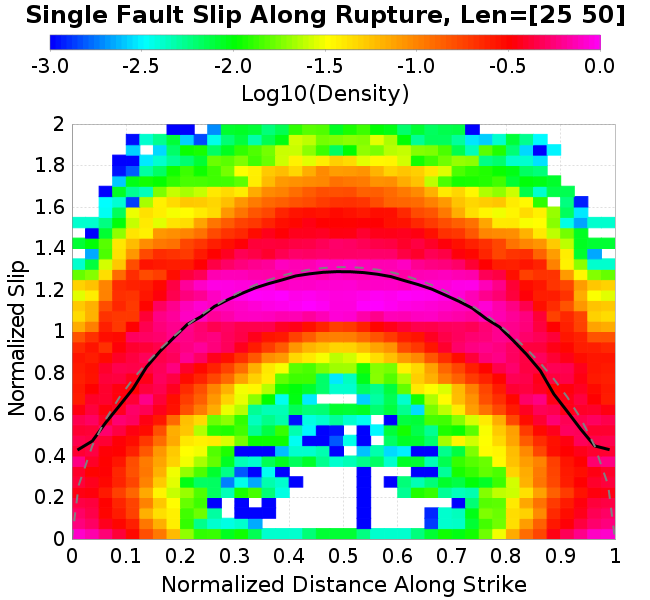 Single Fault Slip Along Rupture, Len=[25 50]
-3.0 -2.5 -2.0 -1.5 -1.0 -0.5 0.0
Log10(Density)
2
1.8
1.6
1.4
1.2
1
0.8
0.6
0.4
0.2
0
Normalized Slip
0 0.1 0.2 0.3 0.4 0.5 0.6 0.7 0.8 0.9 1
Normalized Distance Along Strike